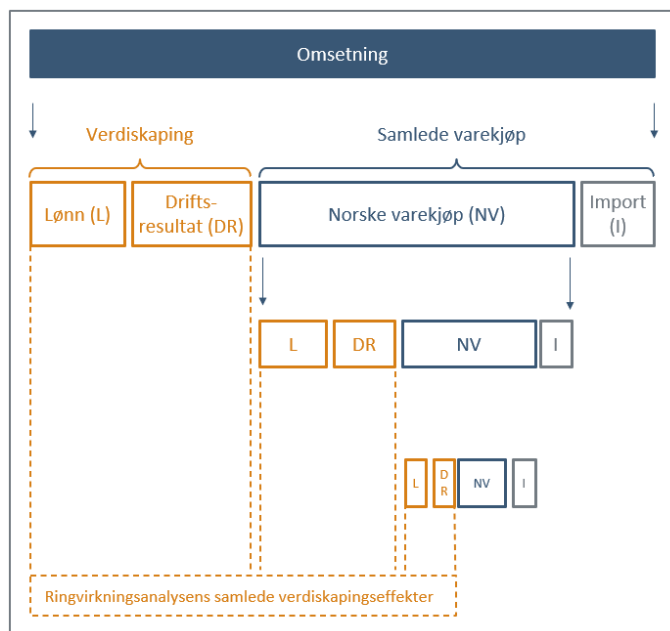 Omsetning
Verdiskaping
Samlede varekjøp
Lønn (L)
Drifts-
resultat (DR)
Norske varekjøp (NV)
Import
(I)
L
DR
NV
I
L
D
R
NV
I
Ringvirkningsanalysens samlede verdiskapingseffekter